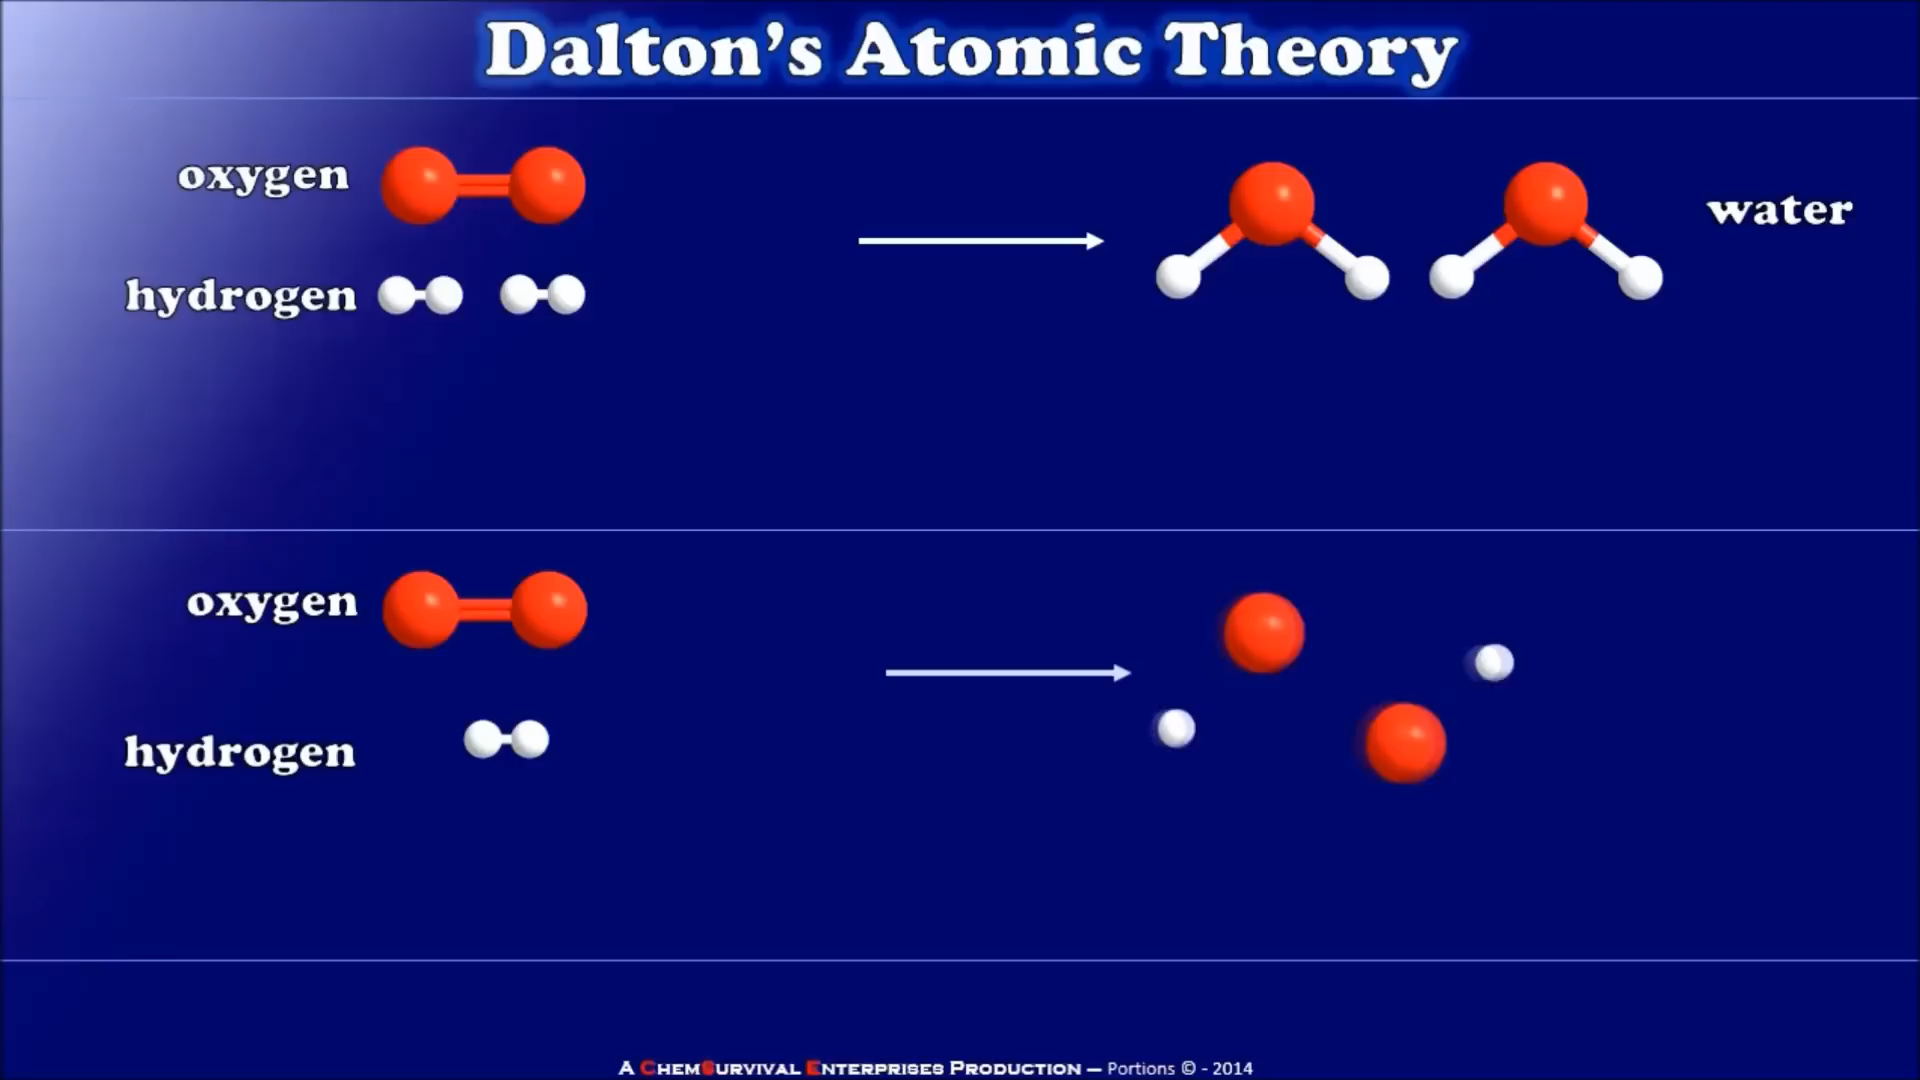 Dalton's Atomic Theory
oxygen
water
hydrogen
oxygen
hydrogen
A ChemSurvival Enterprises Production — Portions © - 2014